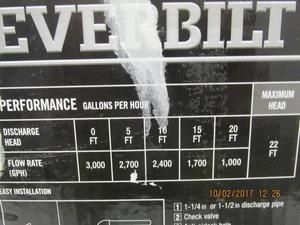 EVERBILT
PERFORMANCE GALLONS PER HOUR
MAXIMUM HEAD
DISCHARGE HEAD 0 FT 5 FT 10 FT 15 FT 20 FT
22 FT
FLOW RATE (GPH) 3,000 2,700 2,400 1,700 1,000
EASY INSTALLATION
1 1-1/4 in or 1-1/2 in discharge pipe
2 Check valve
10/02/2017 12:26